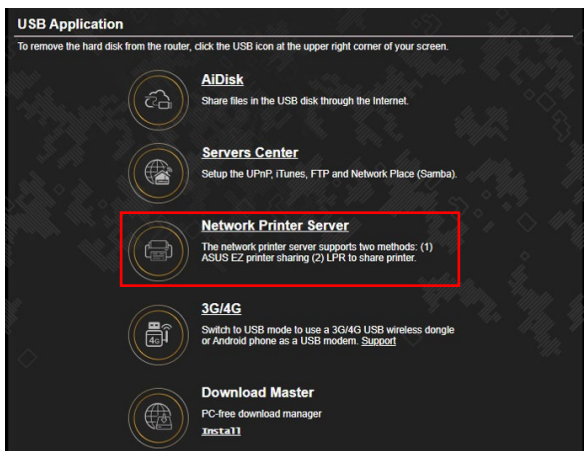 USB Application
To remove the hard disk from the router, click the USB icon at the upper right corner of your screen.
AiDisk
Share files in the USB disk through the Internet.
Servers Center
Setup the UPnP, iTunes, FTP and Network Place (Samba).
Network Printer Server
The network printer server supports two methods: (1)
ASUS EZ printer sharing (2) LPR to share printer.
3G/4G
4G
Switch to USB mode to use a 3G/4G USB wireless dongle
or Android phone as a USB modem. Support
Download Master
PC-free download manager
Install